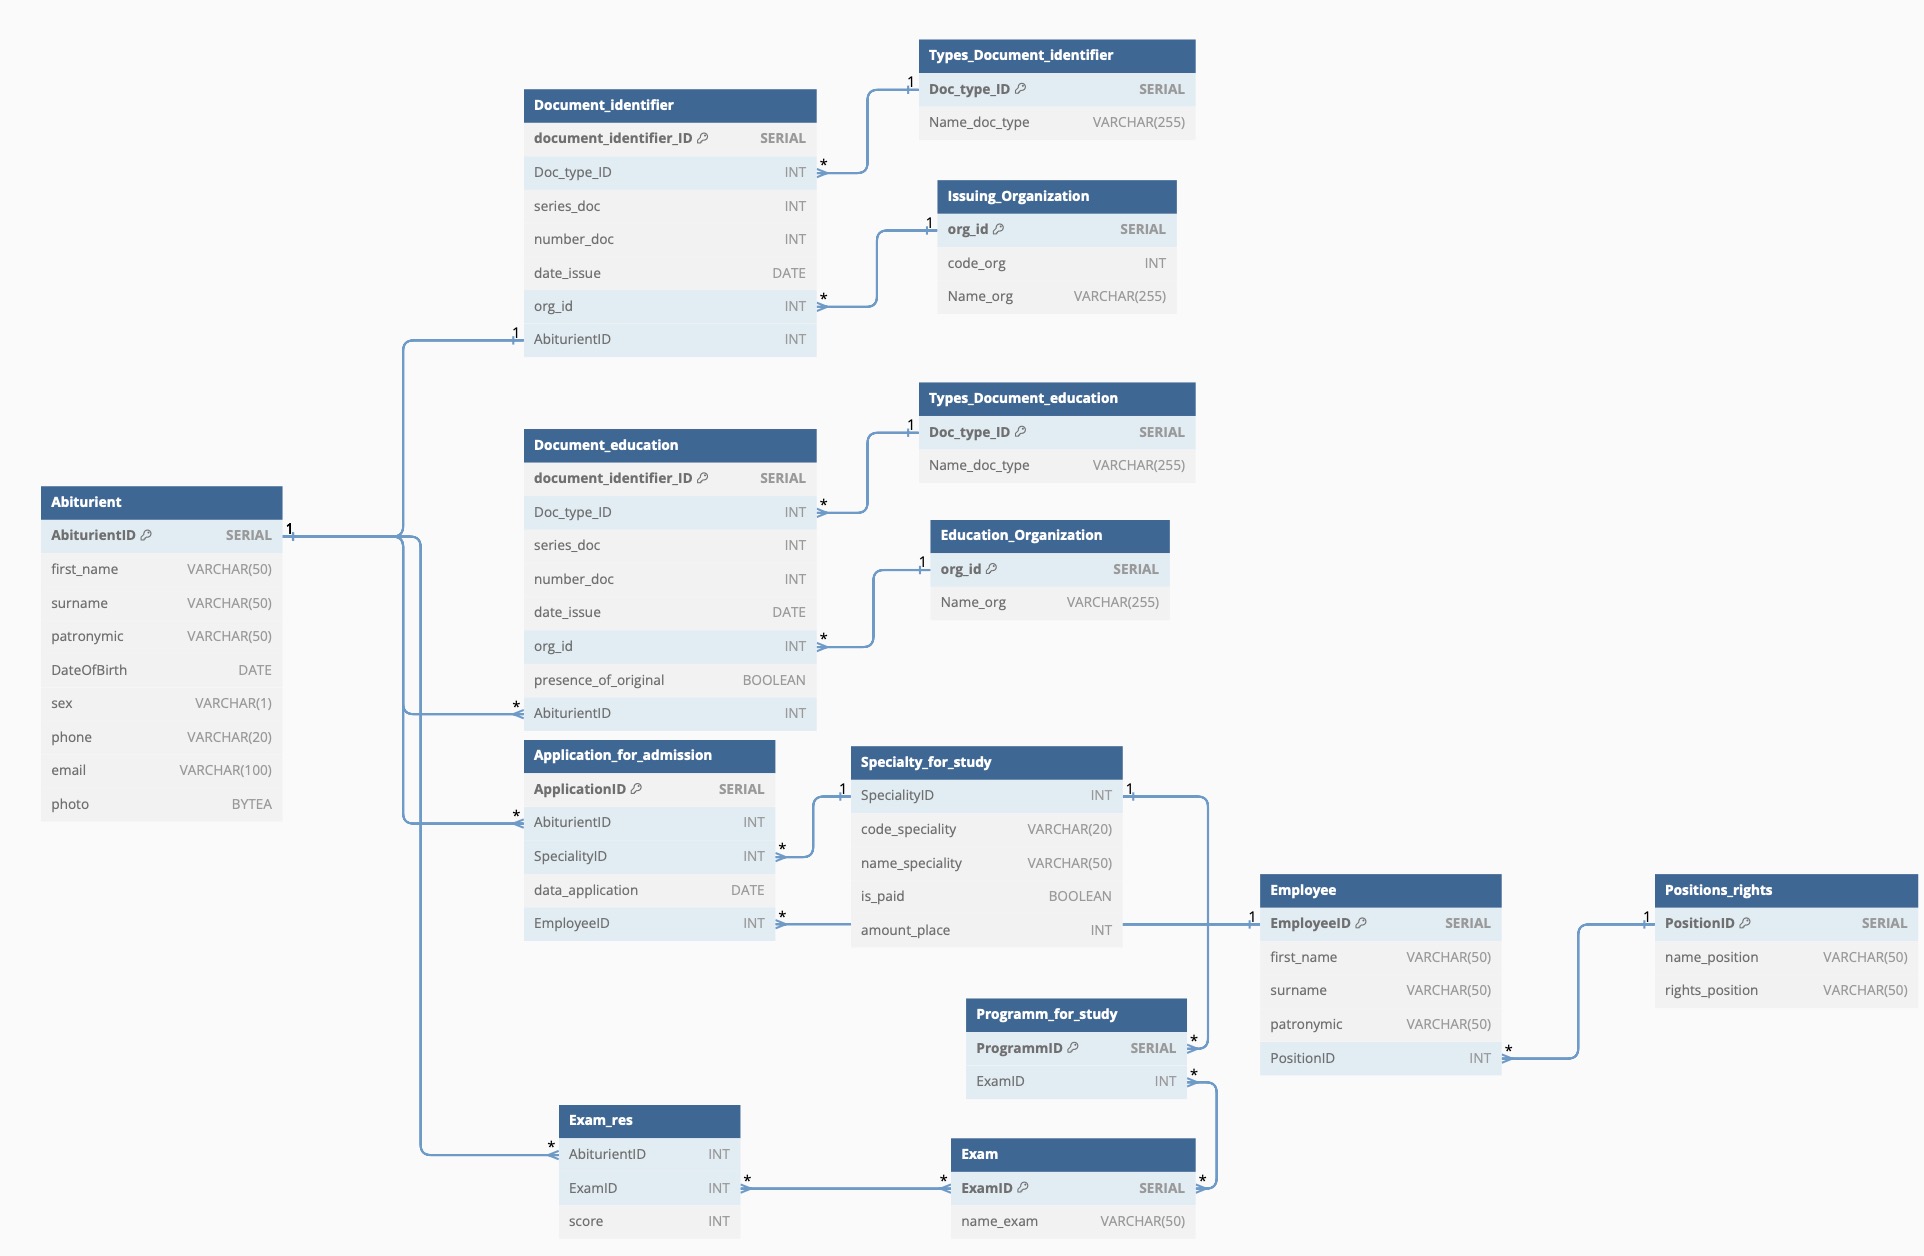 Types_Document_identifier
Doc_type_ID SERIAL
Name_doc_type VARCHAR(255)
Document_identifier
document_identifier_ID SERIAL
Doc_type_ID INT
series_doc INT
number_doc INT
date_issue DATE
org_id INT
AbiturientID INT
1
*
Issuing_Organization
org_id SERIAL
code_org INT
Name_org VARCHAR(255)
1
*
1
Types_Document_education
Doc_type_ID SERIAL
Name_doc_type VARCHAR(255)
Document_education
document_identifier_ID SERIAL
Doc_type_ID INT
series_doc INT
number_doc INT
date_issue DATE
org_id INT
presence_of_original BOOLEAN
AbiturientID INT
1
*
Education_Organization
org_id SERIAL
Name_org VARCHAR(255)
1
*
*
Abiturient
AbiturientID SERIAL
first_name VARCHAR(50)
surname VARCHAR(50)
patronymic VARCHAR(50)
DateOfBirth DATE
sex VARCHAR(1)
phone VARCHAR(20)
email VARCHAR(100)
photo BYTEA
1
Application_for_admission
ApplicationID SERIAL
AbiturientID INT
SpecialityID INT
data_application DATE
EmployeeID INT
*
*
*
Specialty_for_study
SpecialityID INT
code_speciality VARCHAR(20)
name_speciality VARCHAR(50)
is_paid BOOLEAN
amount_place INT
1
1
Employee
EmployeeID SERIAL
first_name VARCHAR(50)
surname VARCHAR(50)
patronymic VARCHAR(50)
PositionID INT
1
*
Positions_rights
PositionID SERIAL
name_position VARCHAR(50)
rights_position VARCHAR(50)
1
Programm_for_study
ProgrammID SERIAL
ExamID INT
*
*
Exam_res
AbiturientID INT
ExamID INT
score INT
*
*
Exam
ExamID SERIAL
name_exam VARCHAR(50)
*
*